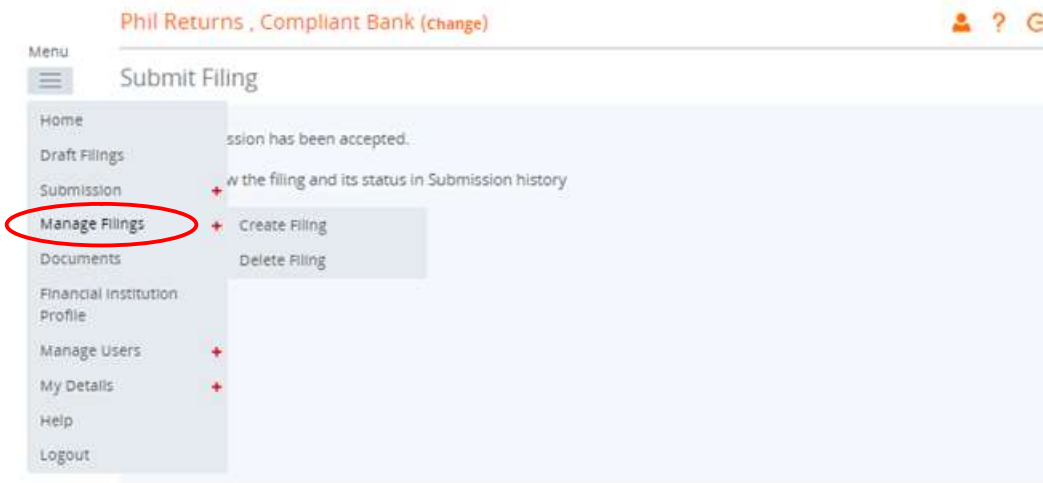 Phil Returns , Compliant Bank (change)
?
Menu
Submit Filing
Home
ssion has been accepted.
Draft Filings
w the filing and its status in Submission history
Submission +
Manage Filings + Create Filing
Documents Delete Filing
Financial Institution
Profile
Manage Users +
My Details +
Help
Logout